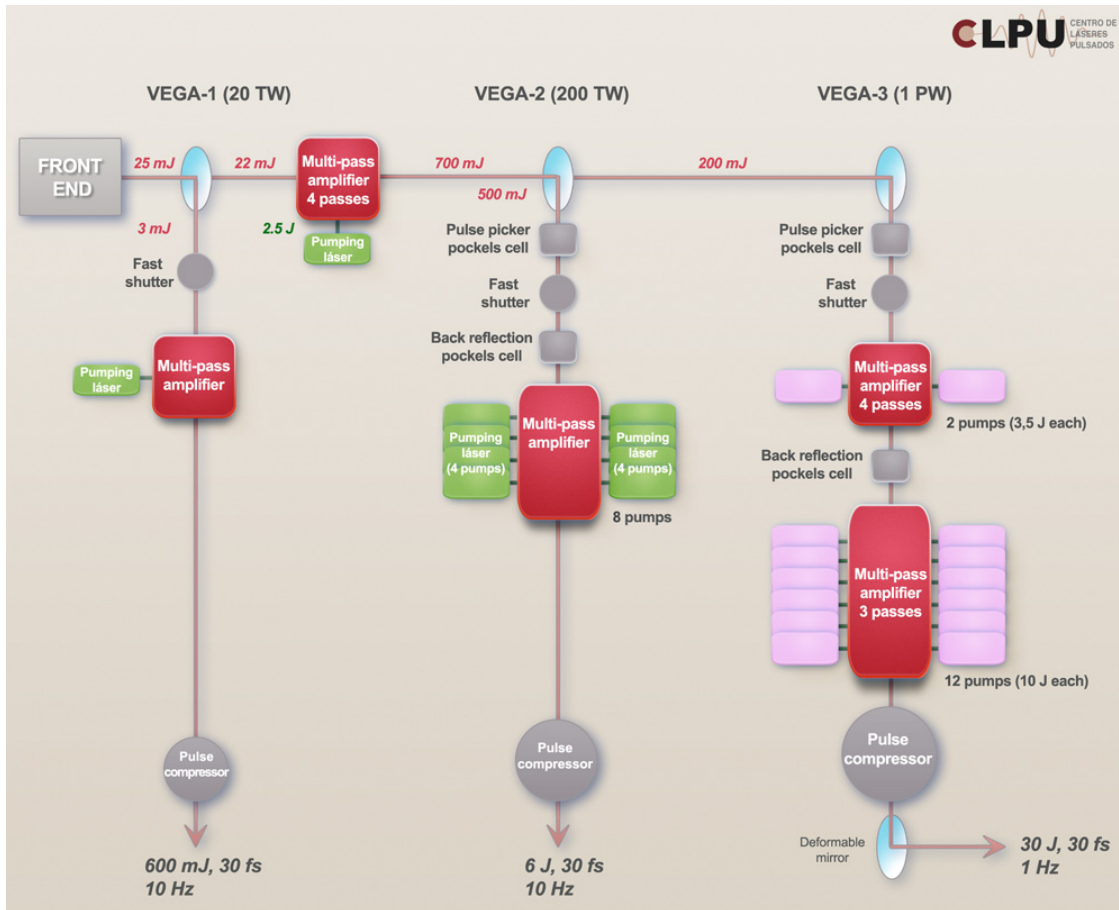 CLPU
CENTRO DE
LÁSERES
PULSADOS
VEGA-1 (20 TW)
VEGA-2 (200 TW)
VEGA-3 (1 PW)
FRONT
END
25 mJ
22 mJ
3 mJ
Multi-pass
amplifier
4 passes
2.5 J
Pumping
láser
700 mJ
500 mJ
200 mJ
Fast
shutter
Pumping
láser
Multi-pass
amplifier
Pulse
compressor
600 mJ, 30 fs
10 Hz
Pulse picker
pockels cell
Fast
shutter
Back reflection
pockels cell
Pumping
láser
(4 pumps)
Multi-pass
amplifier
Pumping
láser
(4 pumps)
8 pumps
Pulse
compressor
6 J, 30 fs
10 Hz
Pulse picker
pockels cell
Fast
shutter
Multi-pass
amplifier
4 passes
2 pumps (3,5 J each)
Back reflection
pockels cell
Multi-pass
amplifier
3 passes
12 pumps (10 J each)
Pulse
compressor
Deformable
mirror
30 J, 30 fs
1 Hz